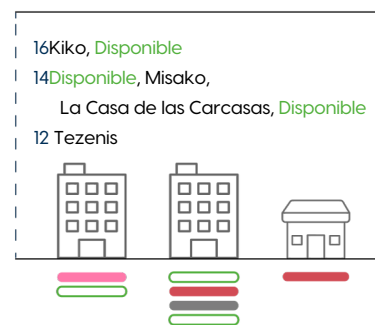 16Kiko, Disponible
14Disponible, Misako,
La Casa de las Carcasas, Disponible
12 Tezenis